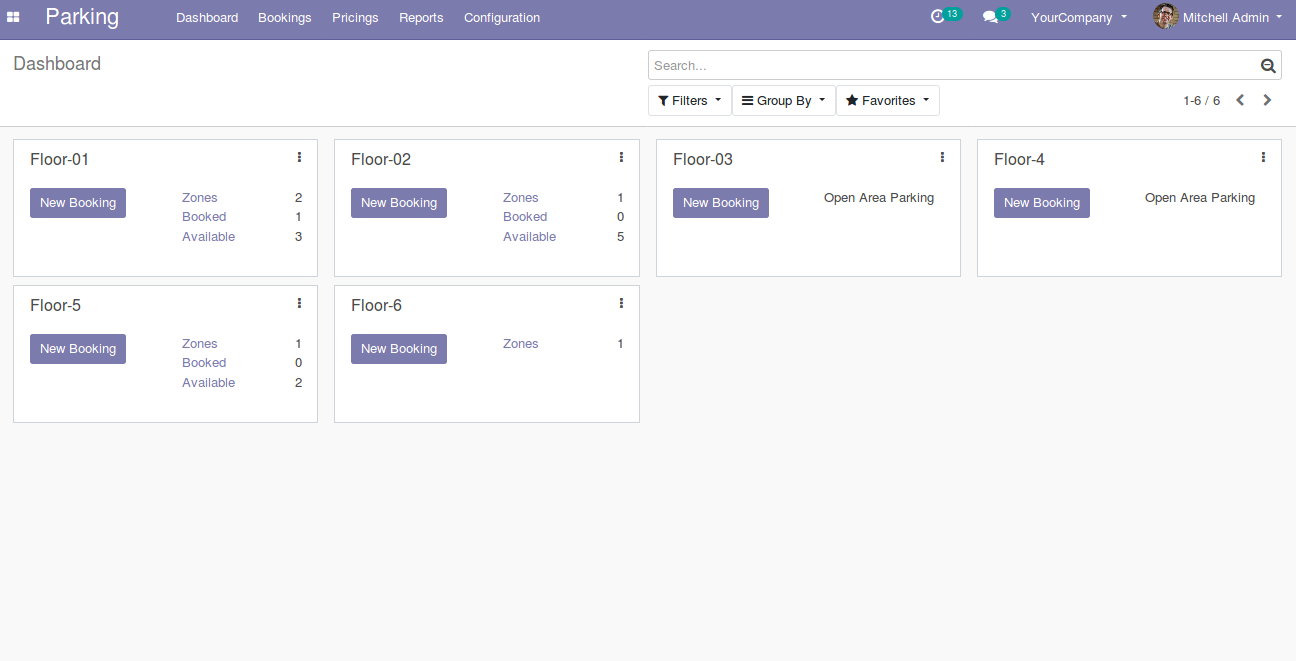 Parking Dashboard Bookings Pricings Reports Configuration 13 3 YourCompany Mitchell Admin
Dashboard
Search...
Filters Group By Favorites 1-6 / 6
Floor-01
New Booking
Zones 2
Booked 1
Available 3
Floor-02
New Booking
Zones 1
Booked 0
Available 5
Floor-03
New Booking
Open Area Parking
Floor-4
New Booking
Open Area Parking
Floor-5
New Booking
Zones 1
Booked 0
Available 2
Floor-6
New Booking
Zones 1